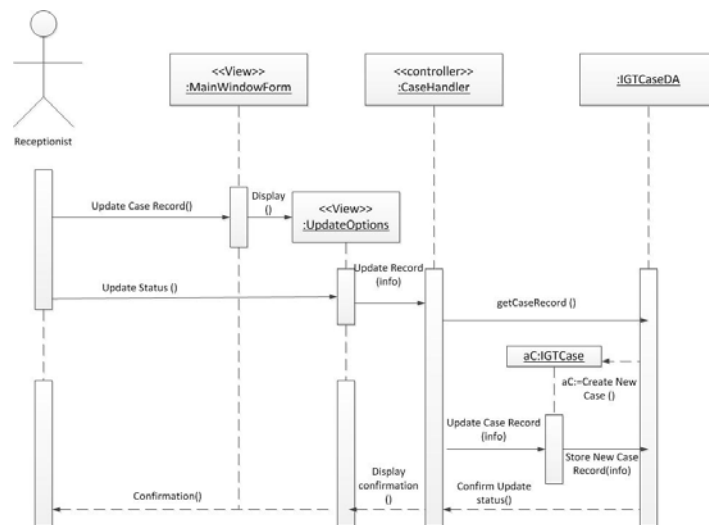 <<View>>
:MainWindowForm
<<controller>>
:CaseHandler
:IGTCaseDA
Receptionist
Update Case Record()
Display
()
<<View>>
:UpdateOptions
Update Status ()
Update Record
(info)
getCaseRecord ()
aC:IGTCase
aC:=Create New
Case ()
Update Case Record
(info)
Store New Case
Record(info)
Display
confirmation
()
Confirm Update
status()
Confirmation()